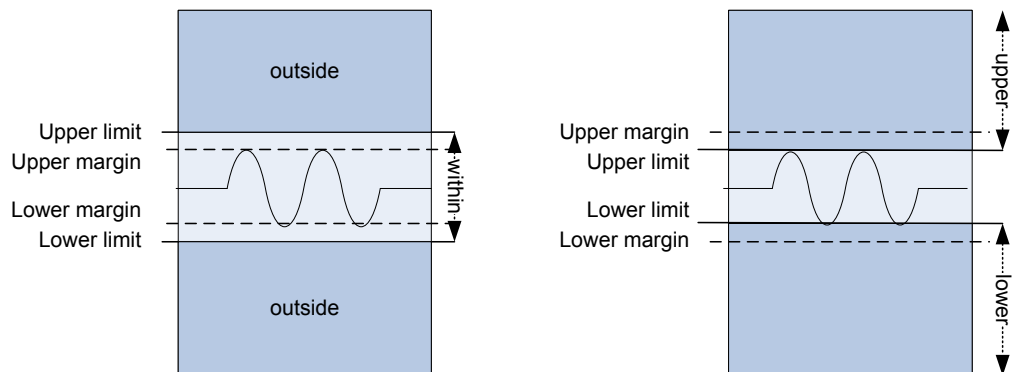 outside
Upper limit
Upper margin
Lower margin
Lower limit
within
outside
upper
Upper margin
Upper limit
Lower limit
Lower margin
lower